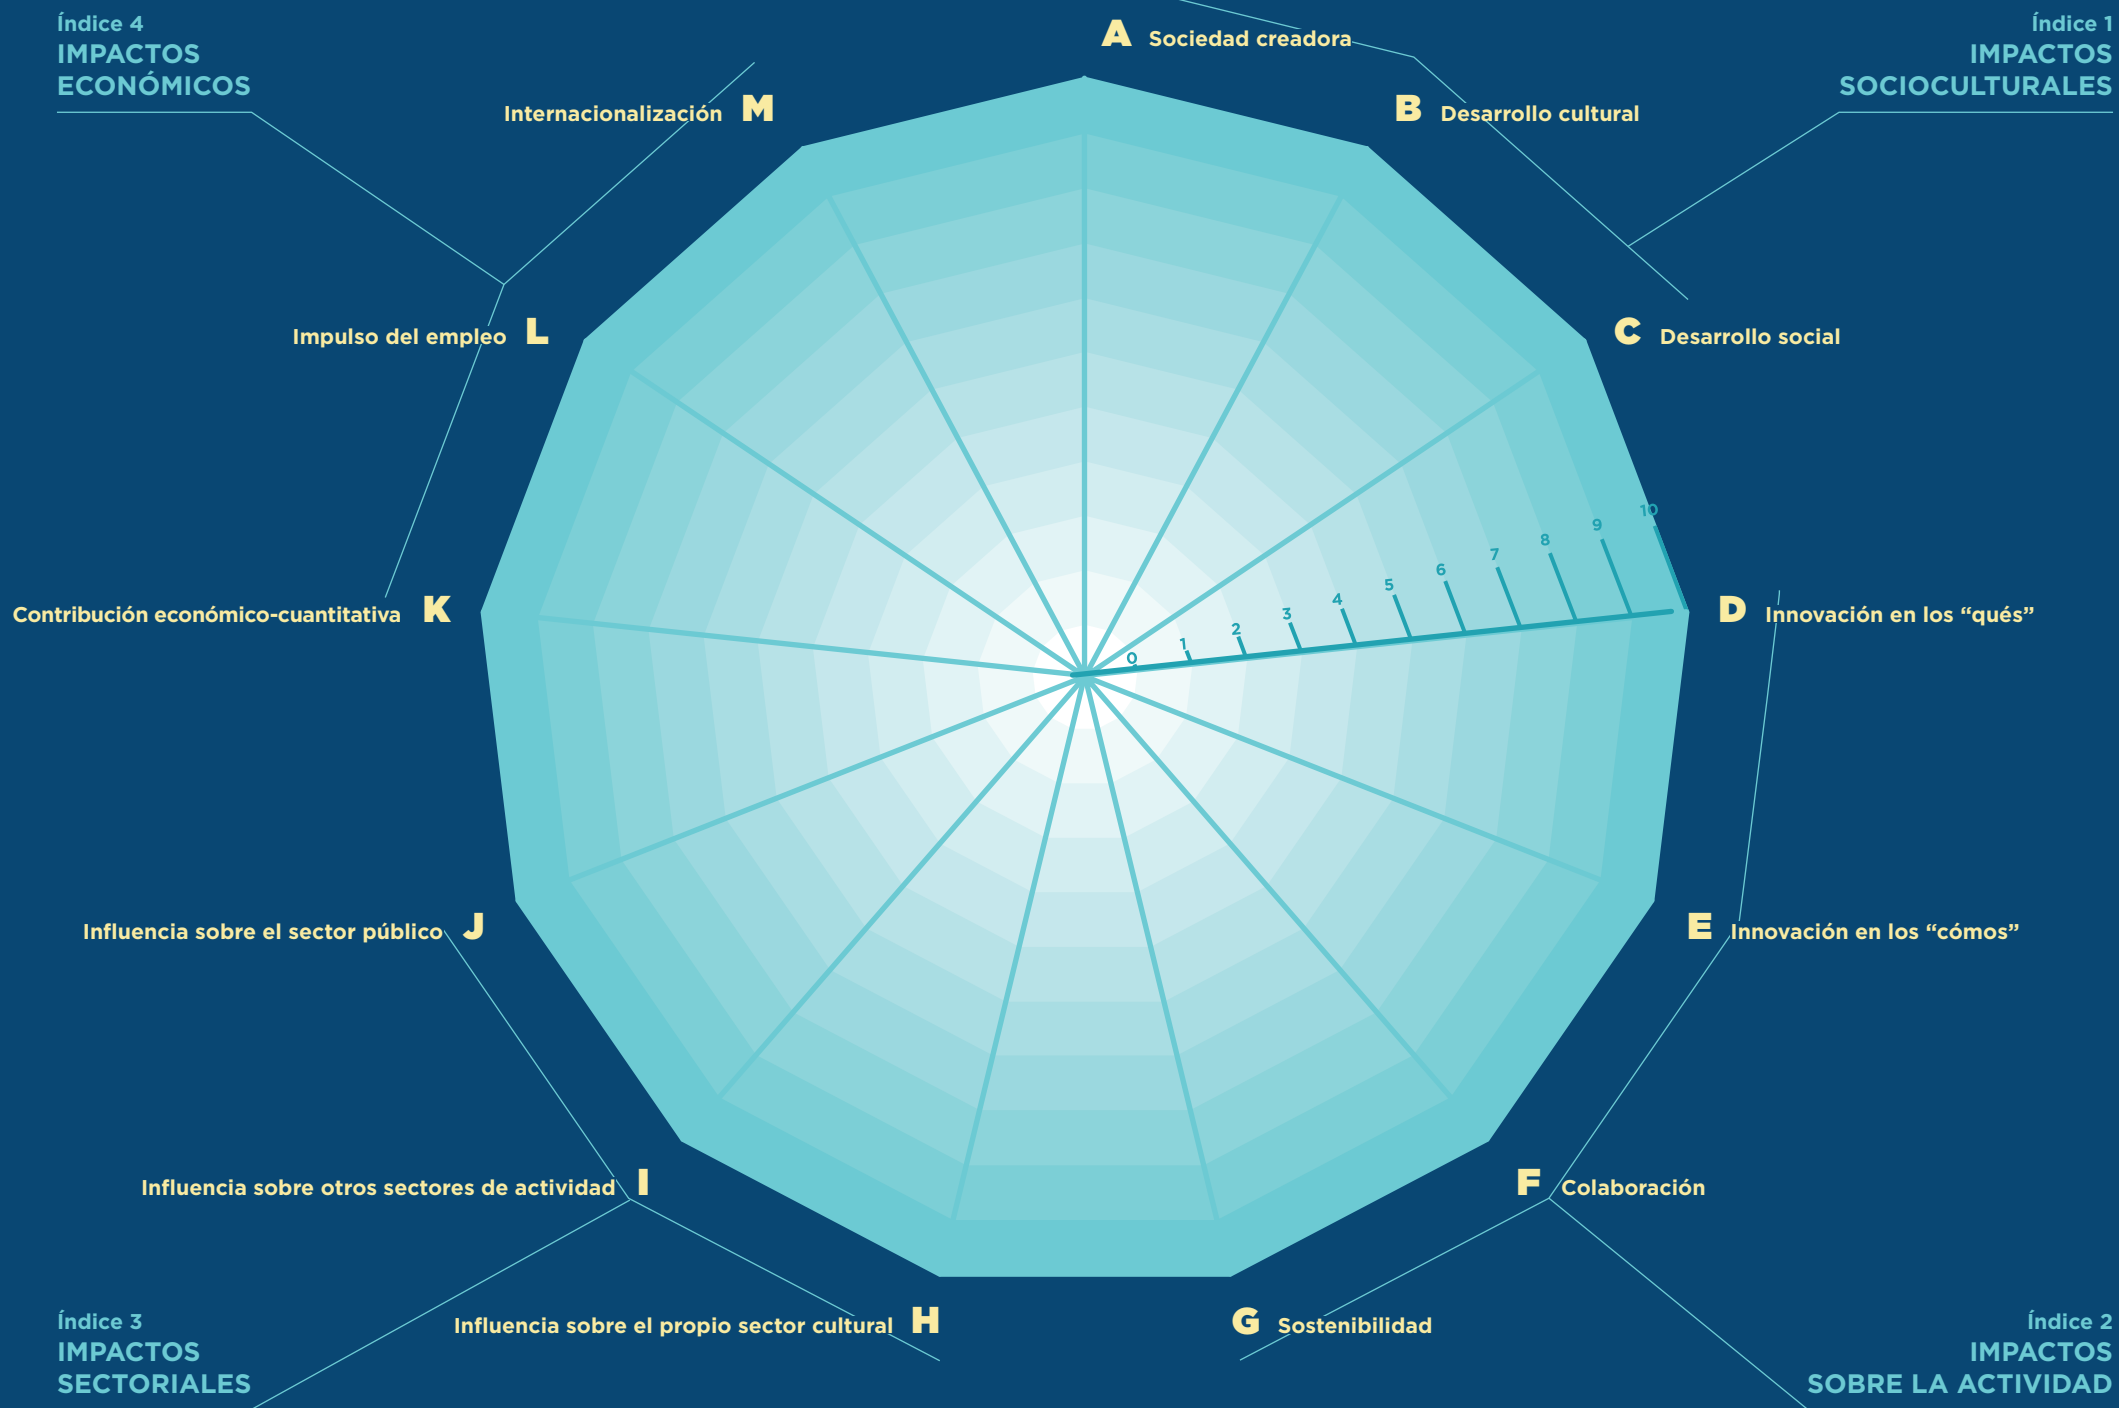 Índice 4
IMPACTOS
ECONÓMICOS
Índice 1
IMPACTOS
SOCIOCULTURALES
A Sociedad creadora
B Desarrollo cultural
C Desarrollo social
D Innovación en los “qués”
E Innovación en los “cómos”
F Colaboración
G Sostenibilidad
H Influencia sobre el propio sector cultural
I Influencia sobre otros sectores de actividad
J Influencia sobre el sector público
K Contribución económico-cuantitativa
L Impulso del empleo
M Internacionalización
0 1 2 3 4 5 6 7 8 9 10
Índice 3
IMPACTOS
SECTORIALES
Índice 2
IMPACTOS
SOBRE LA ACTIVIDAD